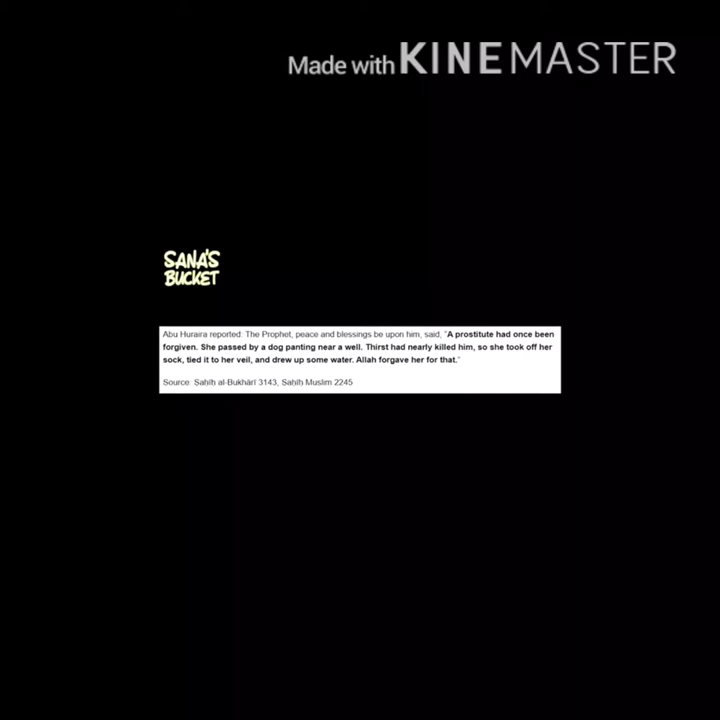 Made with KINEMASTER
SANA'S
BUCKET
Abu Huraira reported: The Prophet, peace and blessings be upon him, said, "A prostitute had once been
forgiven. She passed by a dog panting near a well. Thirst had nearly killed him, so she took off her
sock, tied it to her veil, and drew up some water. Allah forgave her for that."
Source: Ṣaḥīḥ al-Bukhārī 3143, Ṣaḥīḥ Muslim 2245